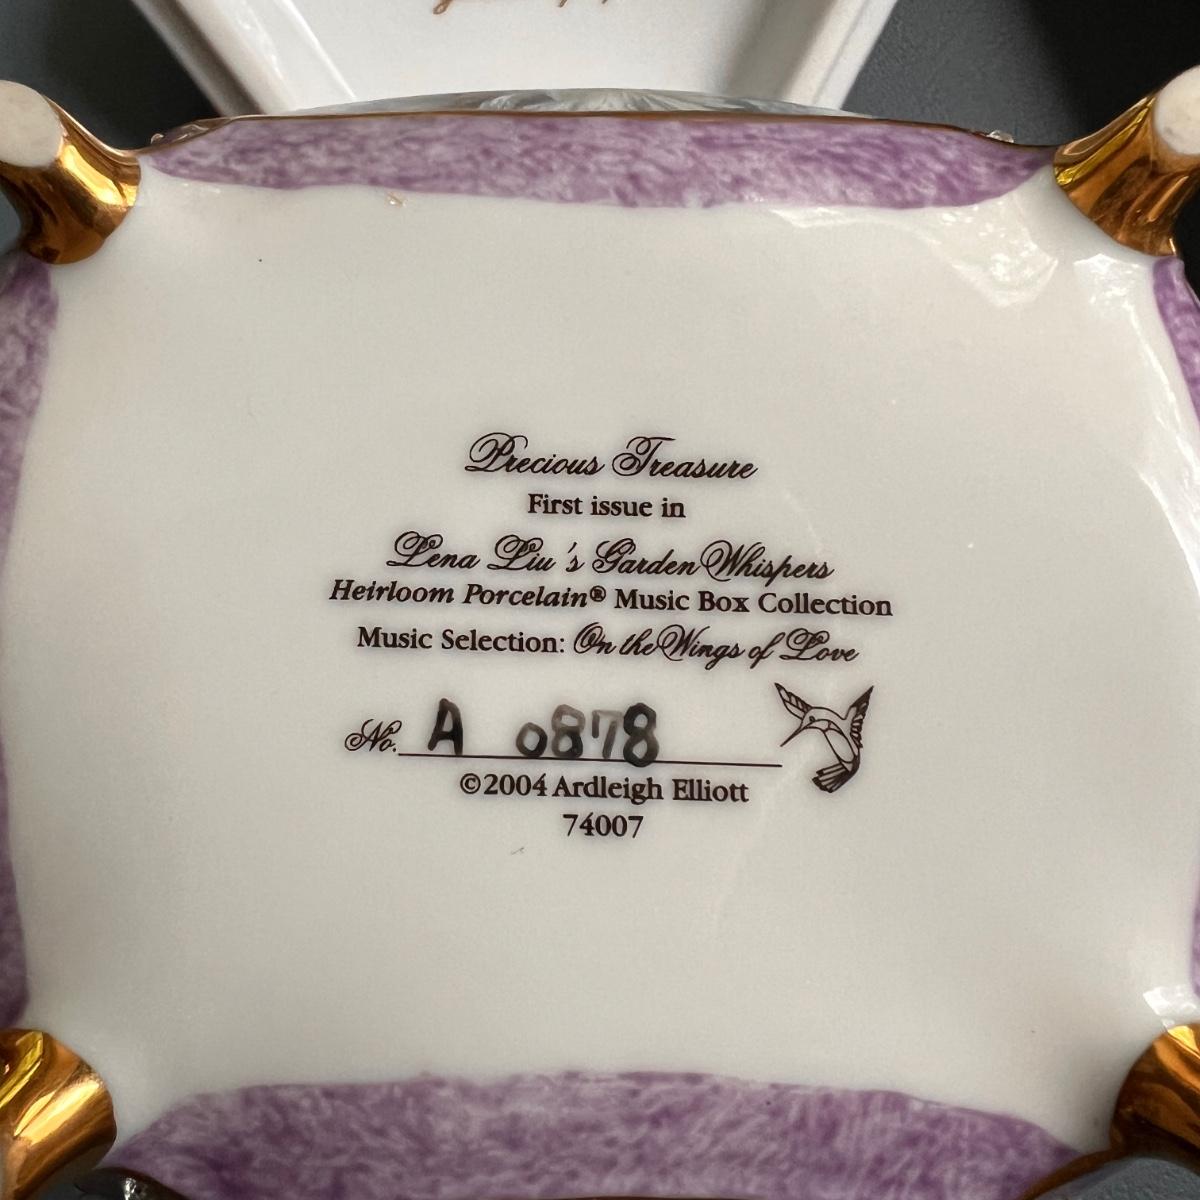 Precious Treasure
First issue in
Lena Liu's Garden Whispers
Heirloom Porcelain® Music Box Collection
Music Selection: On the Wings of Love
No. A 0878
©2004 Ardleigh Elliott
74007